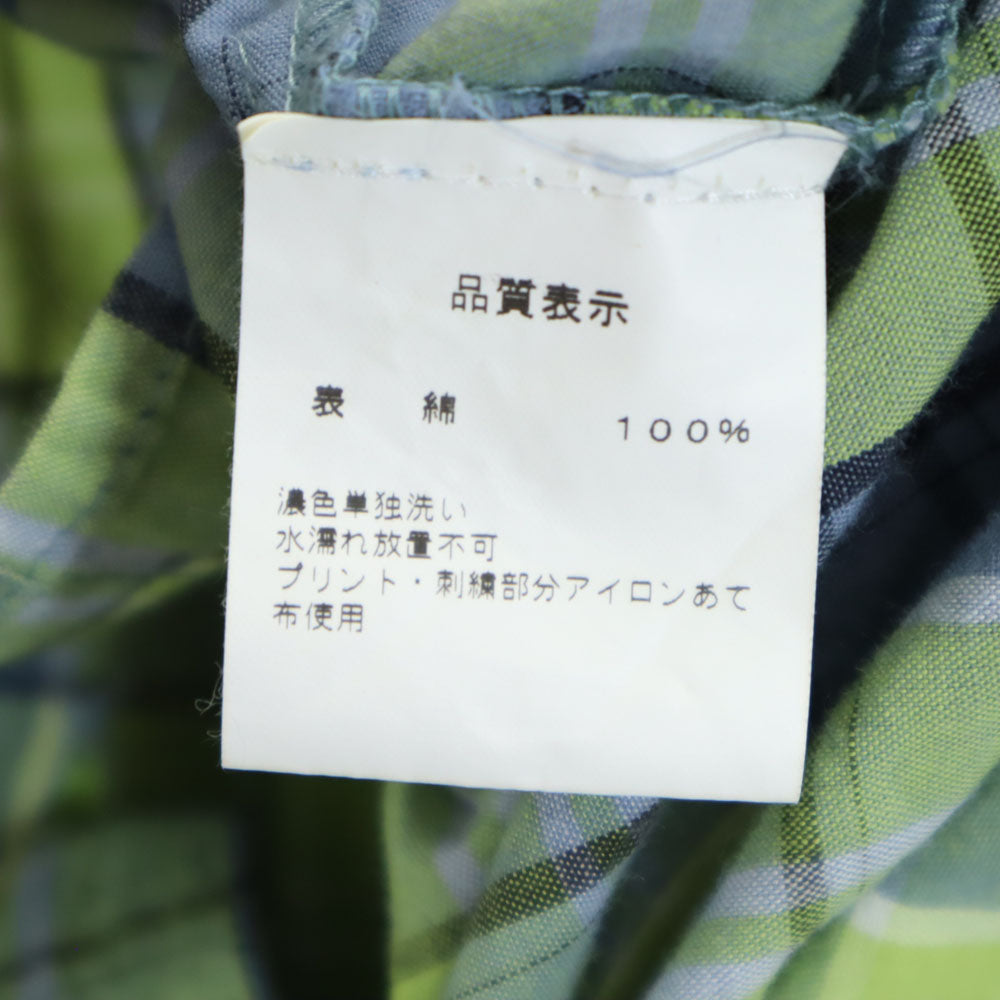 品質表示
表　綿　100%
濃色単独洗い
水濡れ放置不可
プリント・刺繍部分アイロンあて
布使用